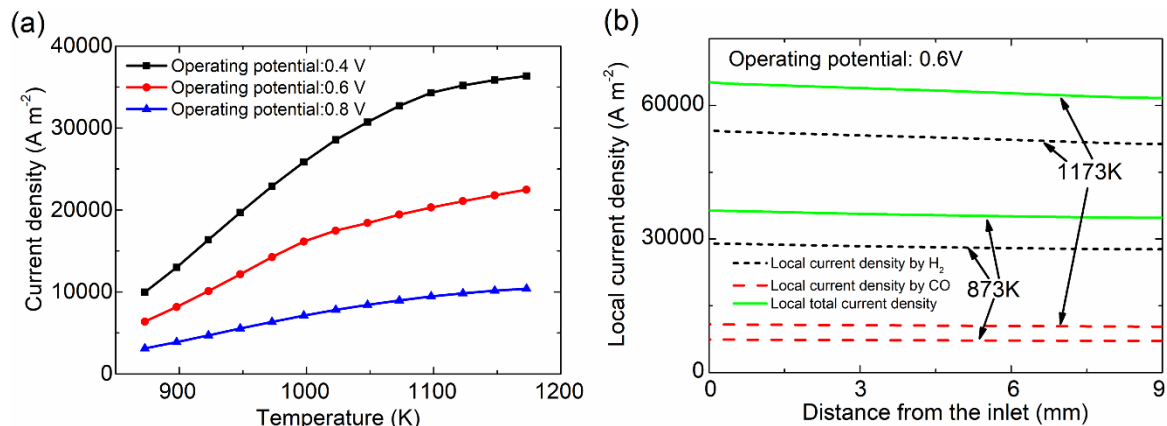 (a)
Current density (A m-2)
40000
30000
20000
10000
0
Operating potential:0.4 V
Operating potential:0.6 V
Operating potential:0.8 V
900
1000
1100
1200
Temperature (K)
(b)
Local current density (A m-2)
60000
30000
0
Operating potential: 0.6V
1173K
873K
Local current density by H2
Local current density by CO
Local total current density
0
3
6
9
Distance from the inlet (mm)